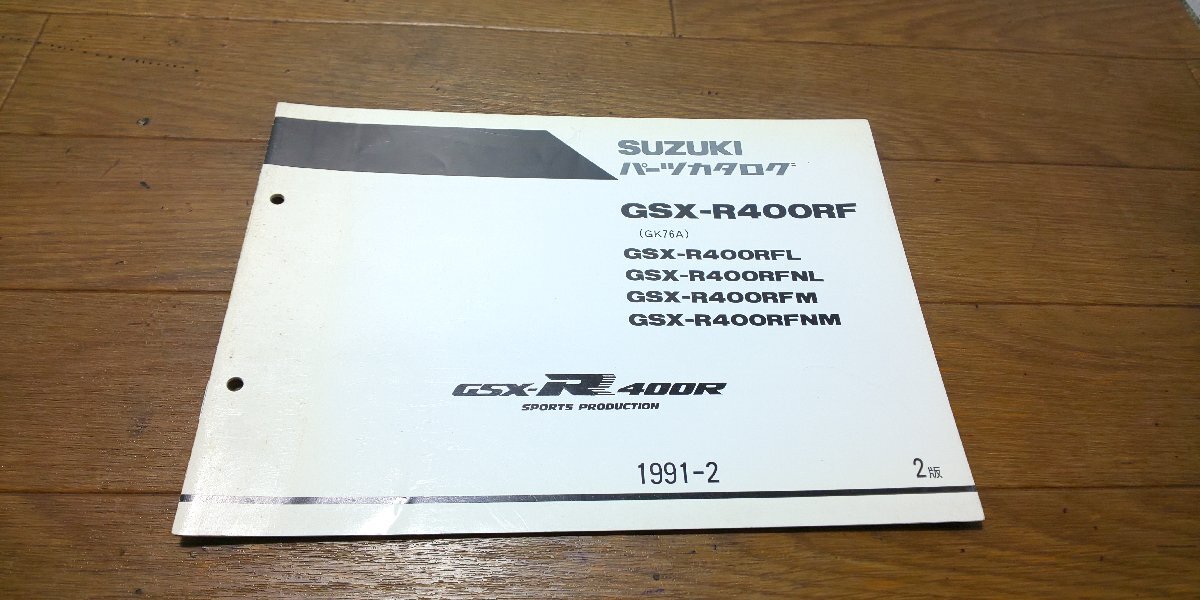 SUZUKI
パーツカタログ
GSX-R400RF
(GK76A)
GSX-R400RFL
GSX-R400RFNL
GSX-R400RFM
GSX-R400RFNM
GSX-R400R
SPORTS PRODUCTION
1991-2
2版